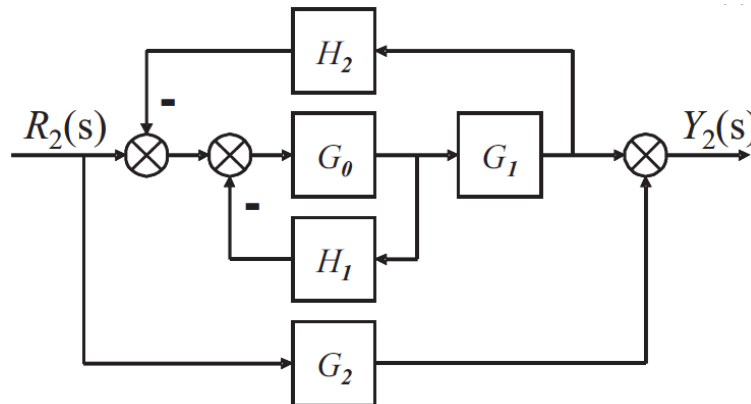 H₂
-
R₂(s)
G₀
G₁
Y₂(s)
-
H₁
G₂